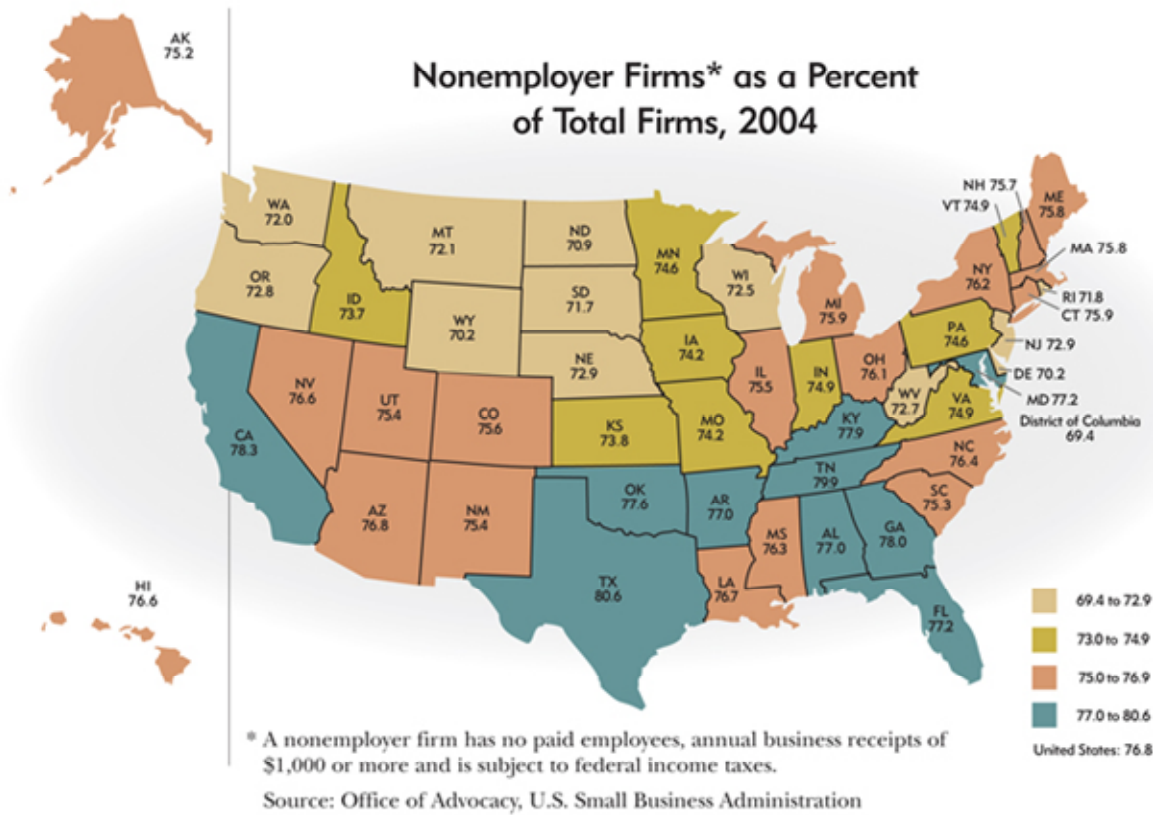 Nonemployer Firms* as a Percent
of Total Firms, 2004
AK
75.2
HI
76.6
WA
72.0
OR
72.8
CA
78.3
ID
73.7
NV
76.6
MT
72.1
WY
70.2
UT
75.4
CO
75.6
AZ
76.8
NM
75.4
ND
70.9
SD
71.7
NE
72.9
KS
73.8
OK
77.6
TX
80.6
MN
74.6
IA
74.2
MO
74.2
AR
77.0
LA
76.7
WI
72.5
IL
75.5
MI
75.9
IN
74.9
OH
76.1
KY
77.9
TN
79.9
MS
76.3
AL
77.0
GA
78.0
FL
77.2
SC
75.3
NC
76.4
VA
74.9
WV
72.7
PA
74.6
NY
76.2
NH 75.7
VT 74.9
ME
75.8
MA 75.8
RI 71.8
CT 75.9
NJ 72.9
DE 70.2
MD 77.2
District of Columbia
69.4
69.4 to 72.9
73.0 to 74.9
75.0 to 76.9
77.0 to 80.6
United States: 76.8
* A nonemployer firm has no paid employees, annual business receipts of
$1,000 or more and is subject to federal income taxes.
Source: Office of Advocacy, U.S. Small Business Administration